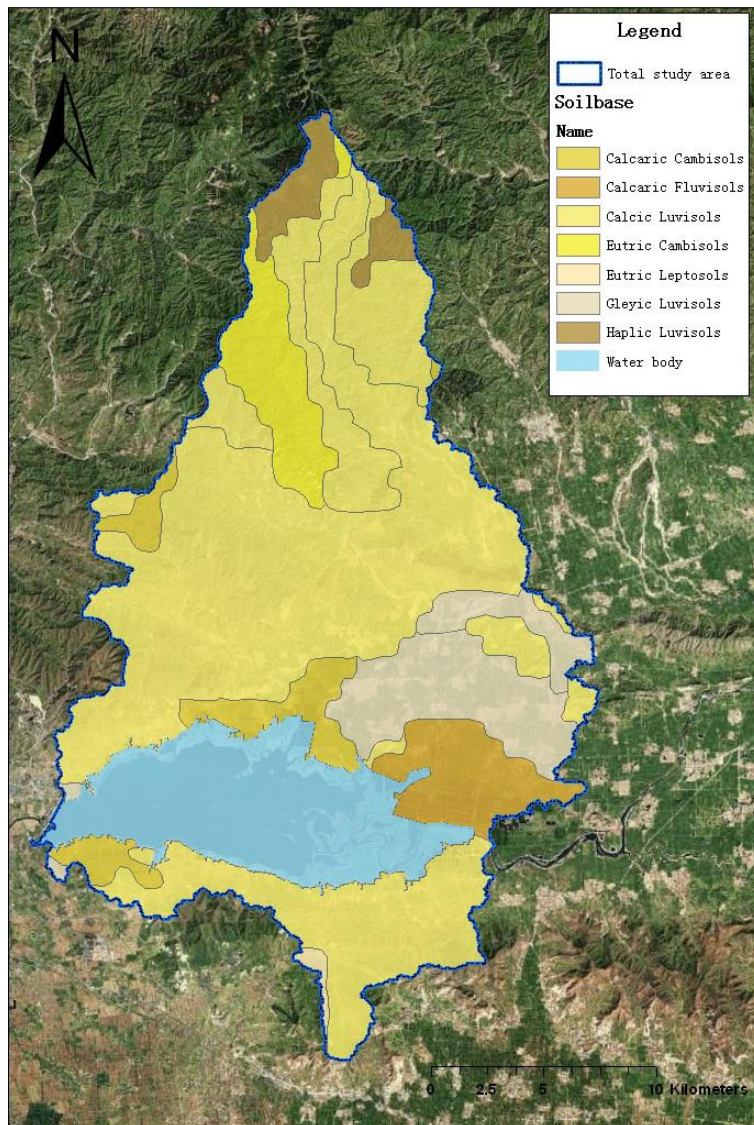 N
Legend
Total study area
Soilbase
Name
Calcaric Cambisols
Calcaric Fluvisols
Calcic Luvisols
Eutric Cambisols
Eutric Leptosols
Gleyic Luvisols
Haplic Luvisols
Water body
0 2.5 5 10 Kilometers